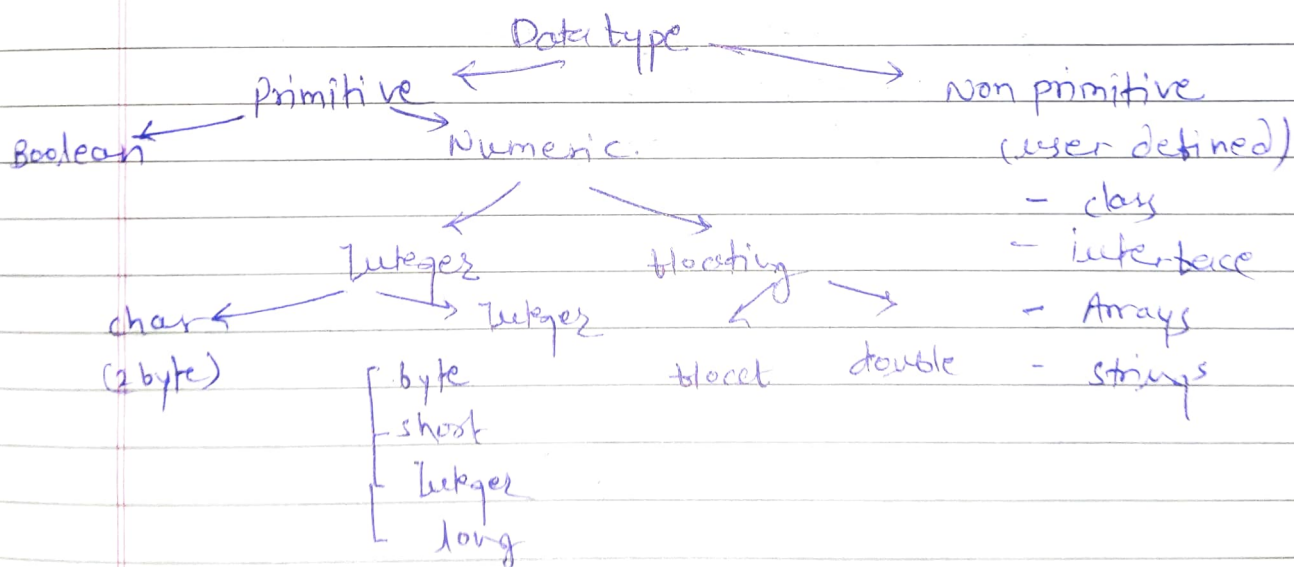 Data type
Primitive Non primitive
Boolean Numeric. (user defined)
- class
Integer floating - interface
char Integer - Arrays
(2 byte) byte float double - strings
short
Integer
long